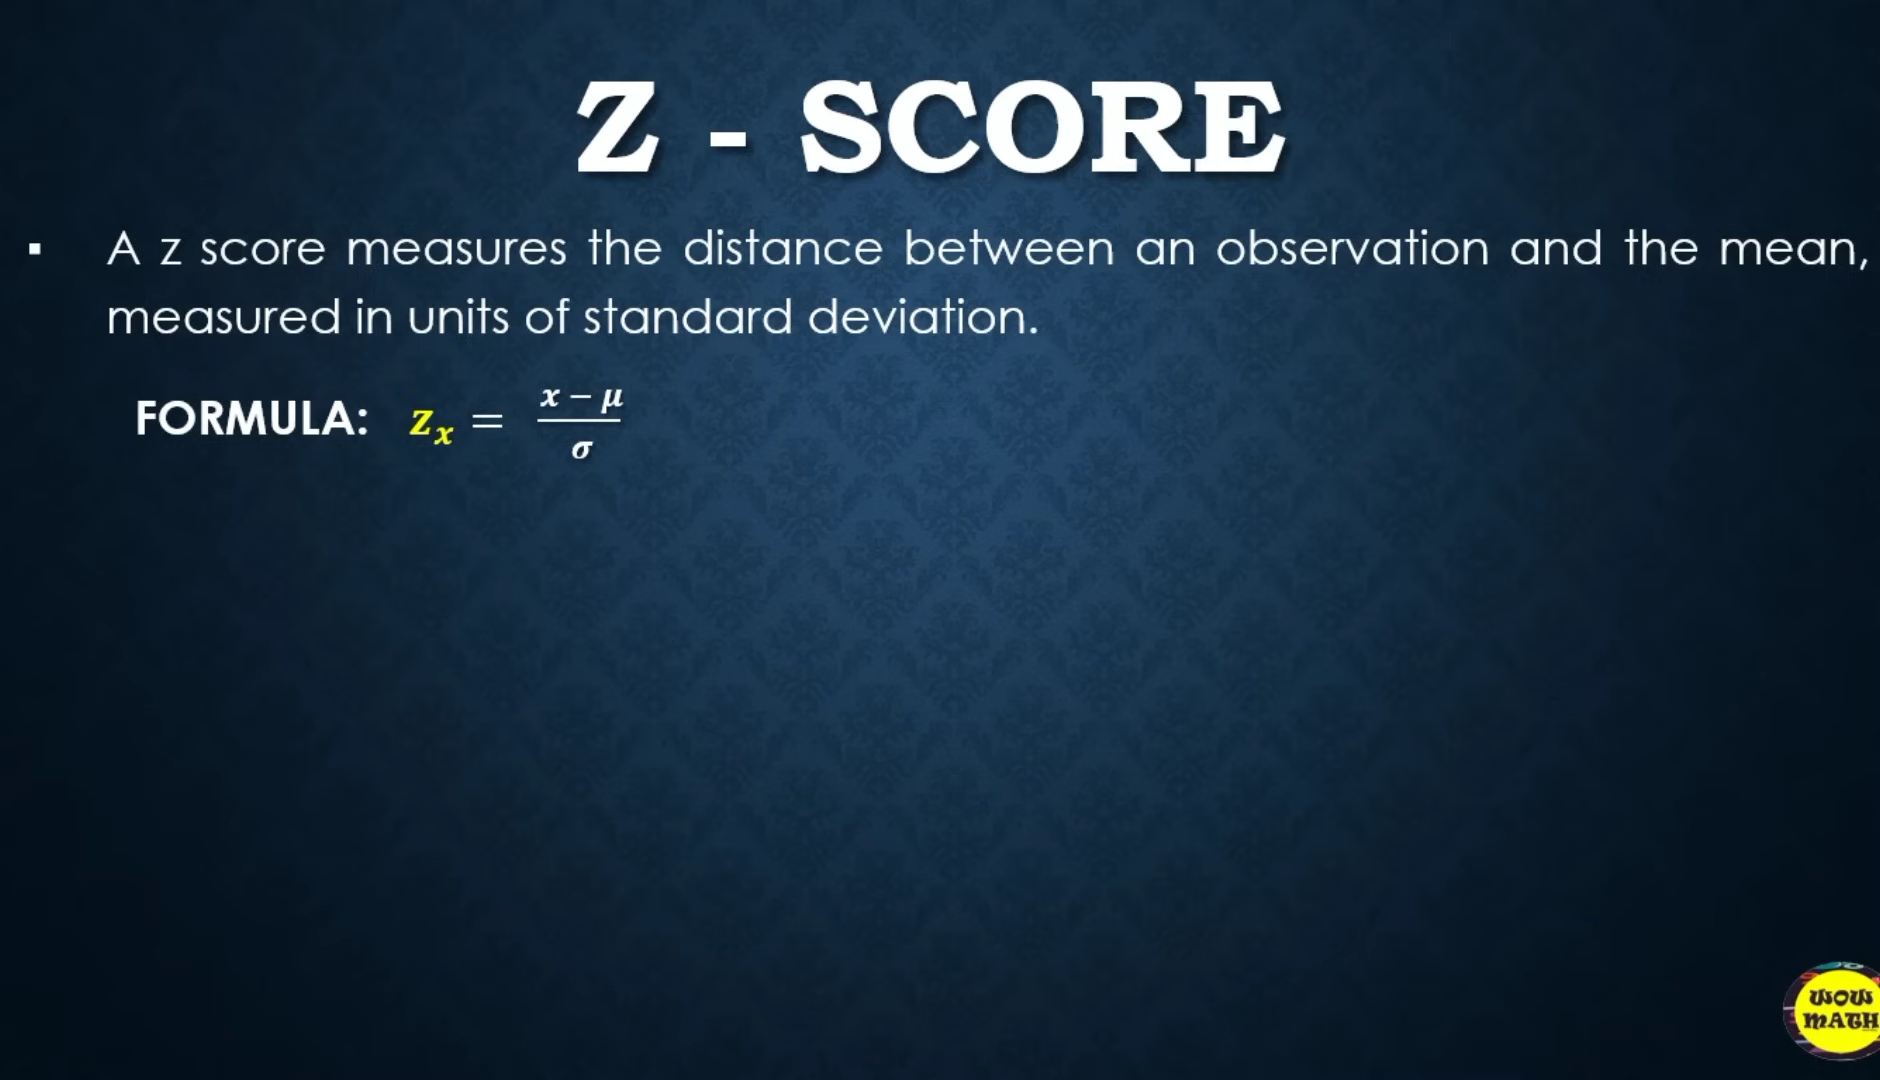 Z - SCORE
▪ A z score measures the distance between an observation and the mean,
measured in units of standard deviation.
FORMULA: Zₓ = (x − μ)/σ
WOW
MATH